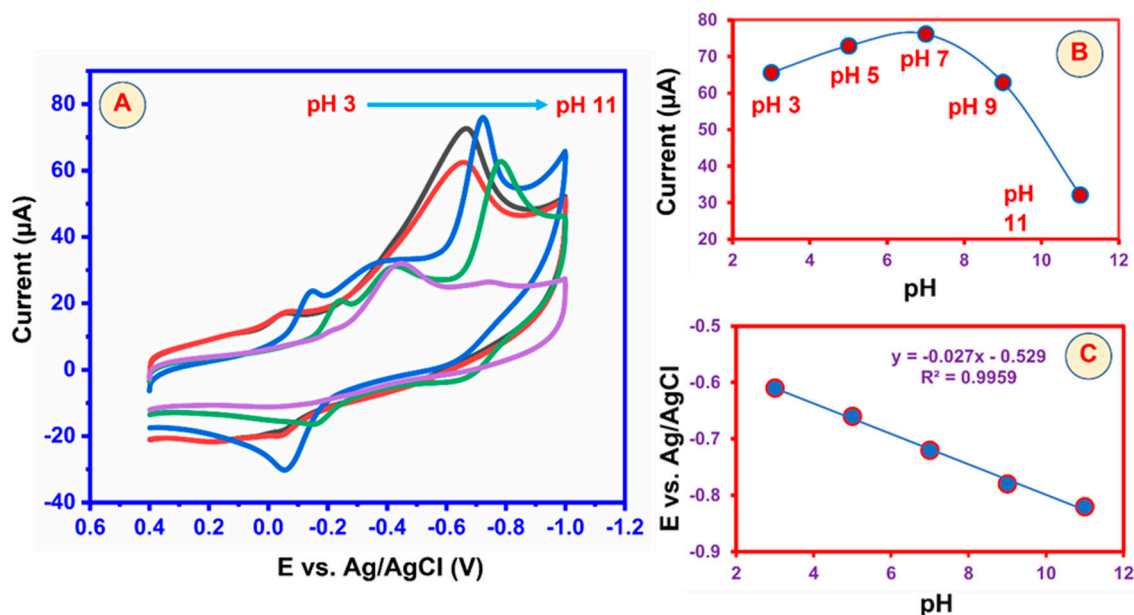 A
pH 3
pH 11
80
60
40
20
0
-20
-40
0.6 0.4 0.2 0.0 -0.2 -0.4 -0.6 -0.8 -1.0 -1.2
Current (µA)
E vs. Ag/AgCl (V)
B
80
70
60
50
40
30
20
pH 3
pH 5
pH 7
pH 9
pH
11
2 4 6 8 10 12
Current (µA)
pH
C
-0.5
-0.6
-0.7
-0.8
-0.9
y = -0.027x - 0.529
R² = 0.9959
2 4 6 8 10 12
E vs. Ag/AgCl
pH